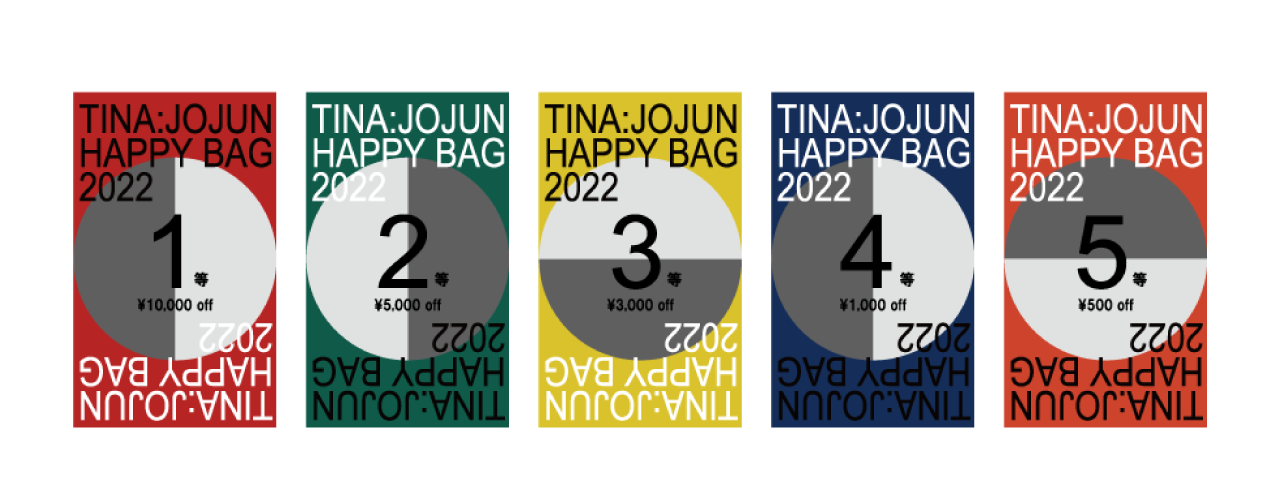 TINA:JOJUN
HAPPY BAG
2022
1等
¥10,000 off
2022
HAPPY BAG
TINA:JOJUN
TINA:JOJUN
HAPPY BAG
2022
2等
¥5,000 off
2022
HAPPY BAG
TINA:JOJUN
TINA:JOJUN
HAPPY BAG
2022
3等
¥3,000 off
2022
HAPPY BAG
TINA:JOJUN
TINA:JOJUN
HAPPY BAG
2022
4等
¥1,000 off
2022
HAPPY BAG
TINA:JOJUN
TINA:JOJUN
HAPPY BAG
2022
5等
¥500 off
2022
HAPPY BAG
TINA:JOJUN